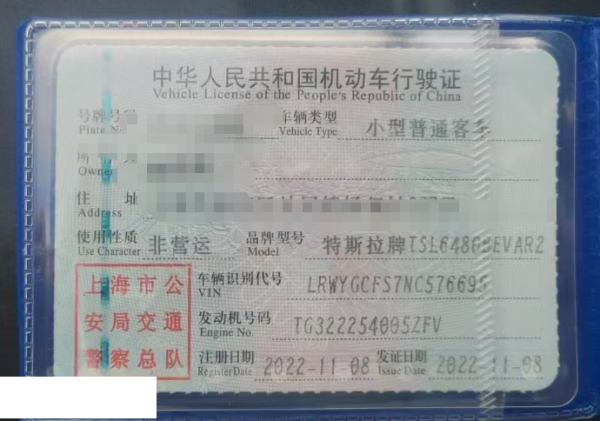 中华人民共和国机动车行驶证
Vehicle License of the People's Republic of China
号牌号码 车辆类型 小型普通客车
Plate No. Vehicle Type
Owner
住 址
Address
使用性质 非营运 品牌型号 特斯拉牌TSL6480BEVAR2
Use Character Model
上海市公 车辆识别代号 LRWYGCFS7NC576695
VIN
安局交通 发动机号码 TG322254005ZFV
Engine No.
警察总队 注册日期 2022-11-08 发证日期 2022-11-08
Register Date Issue Date